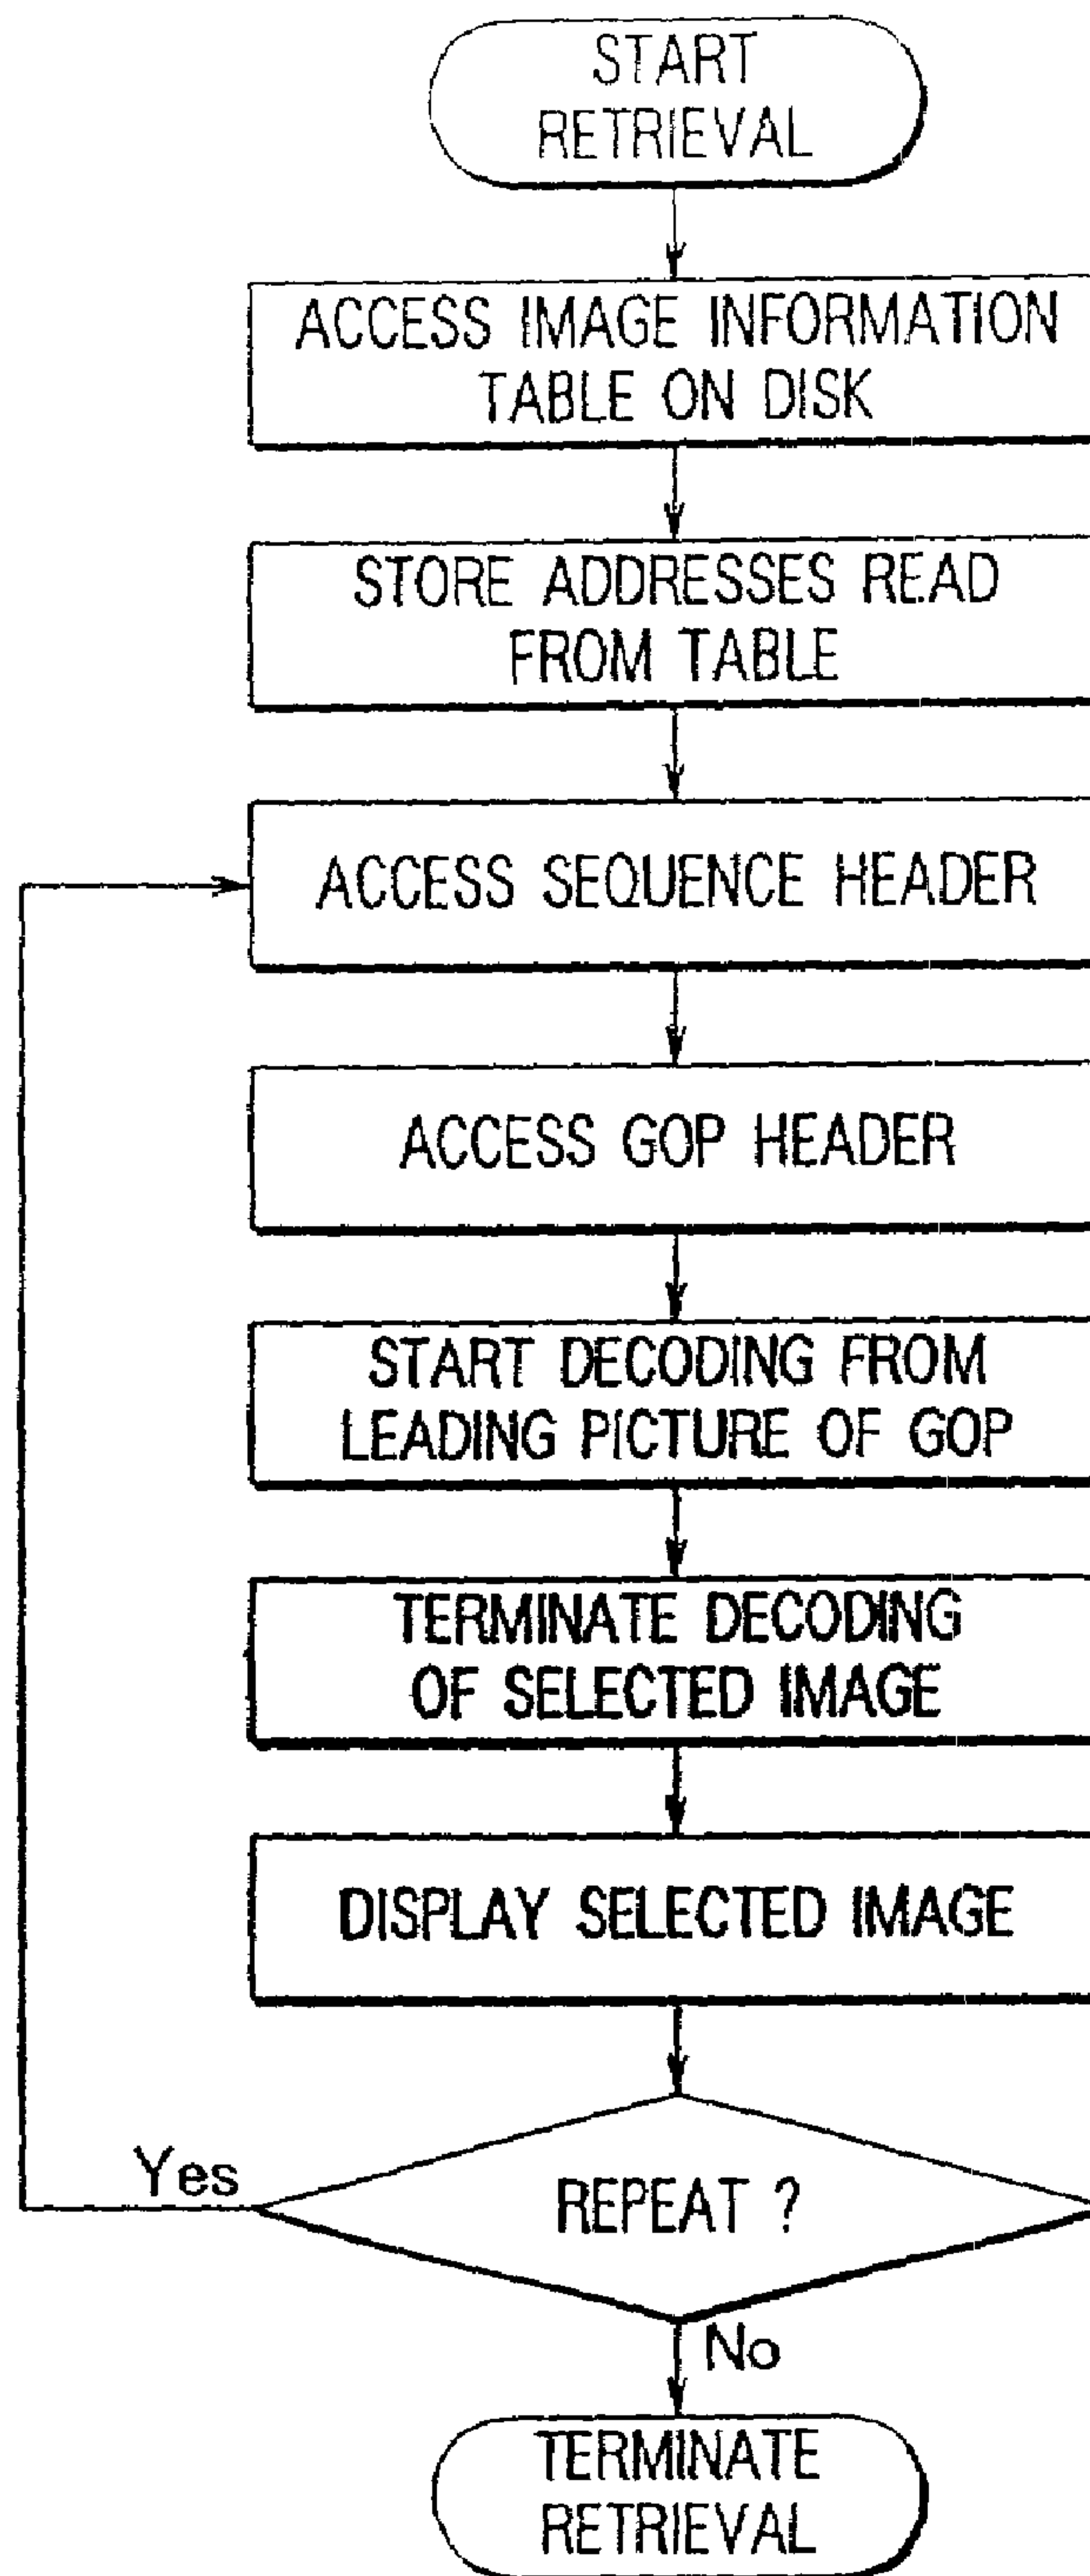 START
RETRIEVAL
ACCESS IMAGE INFORMATION
TABLE ON DISK
STORE ADDRESSES READ
FROM TABLE
ACCESS SEQUENCE HEADER
ACCESS GOP HEADER
START DECODING FROM
LEADING PICTURE OF GOP
TERMINATE DECODING
OF SELECTED IMAGE
DISPLAY SELECTED IMAGE
Yes
REPEAT ?
No
TERMINATE
RETRIEVAL